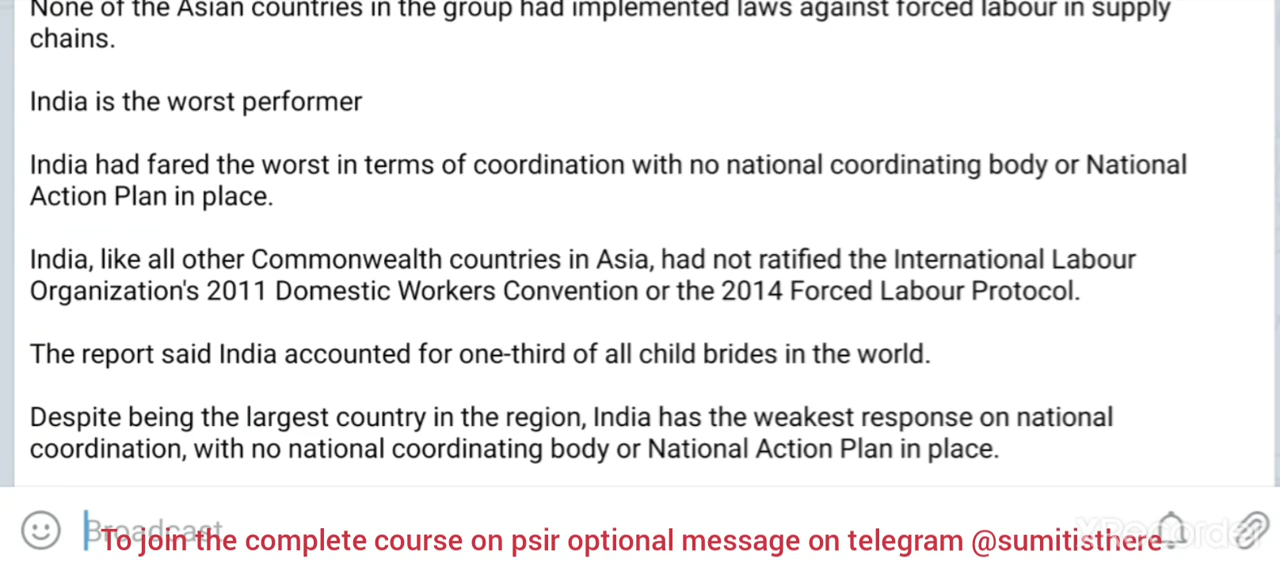 None of the Asian countries in the group had implemented laws against forced labour in supply
chains.
India is the worst performer
India had fared the worst in terms of coordination with no national coordinating body or National
Action Plan in place.
India, like all other Commonwealth countries in Asia, had not ratified the International Labour
Organization's 2011 Domestic Workers Convention or the 2014 Forced Labour Protocol.
The report said India accounted for one-third of all child brides in the world.
Despite being the largest country in the region, India has the weakest response on national
coordination, with no national coordinating body or National Action Plan in place.
Broadcast
To join the complete course on psir optional message on telegram @sumitisthere
XRecorder